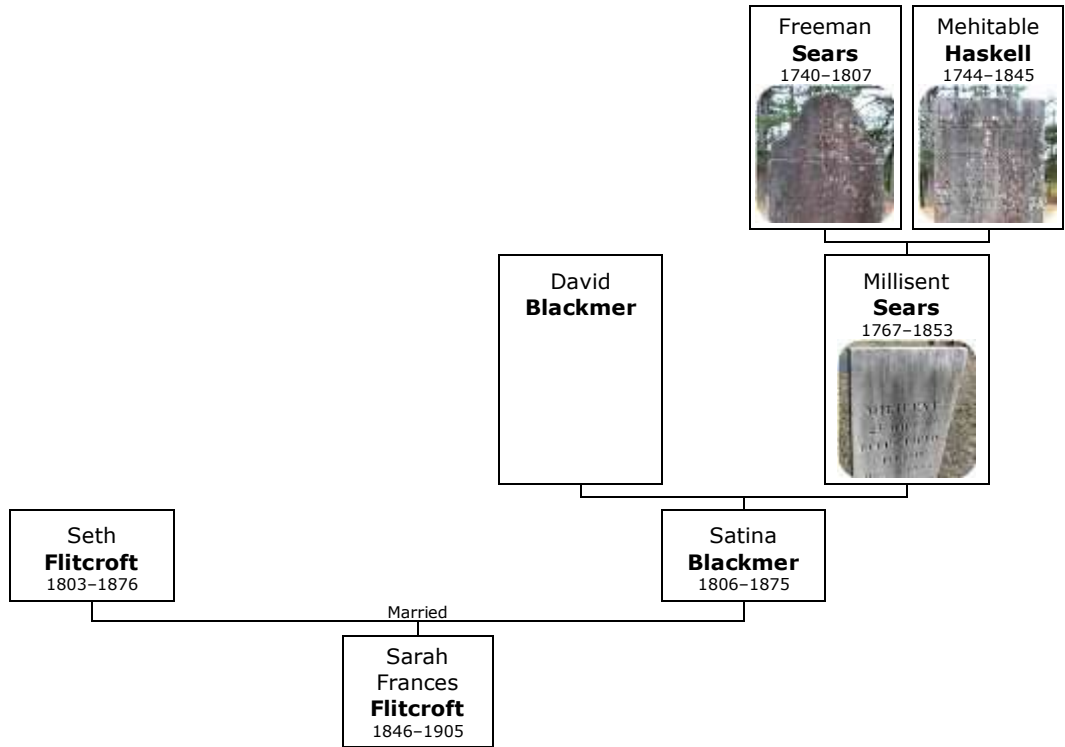 Freeman
Sears
1740–1807
Mehitable
Haskell
1744–1845
David
Blackmer
Millisent
Sears
1767–1853
Seth
Flitcroft
1803–1876
Satina
Blackmer
1806–1875
Married
Sarah
Frances
Flitcroft
1846–1905